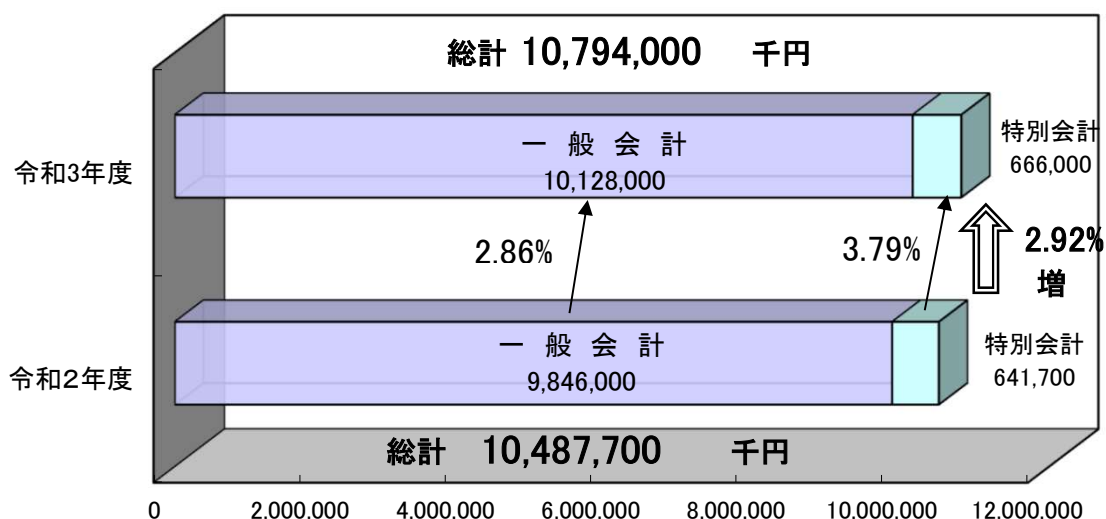 総計 10,794,000 千円
令和3年度
一 般 会 計
10,128,000
特別会計
666,000
2.86%
3.79%
2.92%
増
令和2年度
一 般 会 計
9,846,000
特別会計
641,700
総計 10,487,700 千円
0 2,000,000 4,000,000 6,000,000 8,000,000 10,000,000 12,000,000